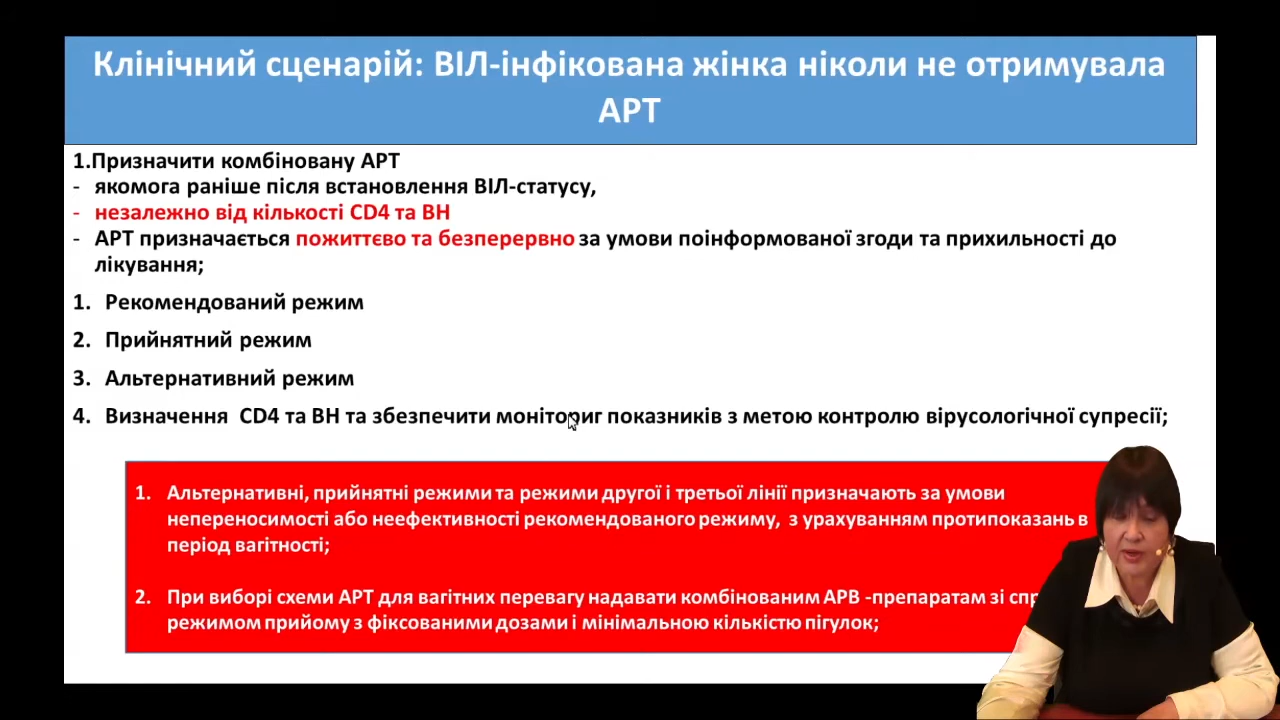 Клінічний сценарій: ВІЛ-інфікована жінка ніколи не отримувала
АРТ
1.Призначити комбіновану АРТ
- якомога раніше після встановлення ВІЛ-статусу,
- незалежно від кількості CD4 та ВН
- АРТ призначається пожиттєво та безперервно за умови поінформованої згоди та прихильності до
лікування;
1. Рекомендований режим
2. Прийнятний режим
3. Альтернативний режим
4. Визначення CD4 та ВН та збезпечити моніториг показників з метою контролю вірусологічної супресії;
1. Альтернативні, прийнятні режими та режими другої і третьої лінії призначають за умови
непереносимості або неефективності рекомендованого режиму, з урахуванням протипоказань в
період вагітності;
2. При виборі схеми АРТ для вагітних перевагу надавати комбінованим АРВ -препаратам зі
режимом прийому з фіксованими дозами і мінімальною кількістю пігулок;